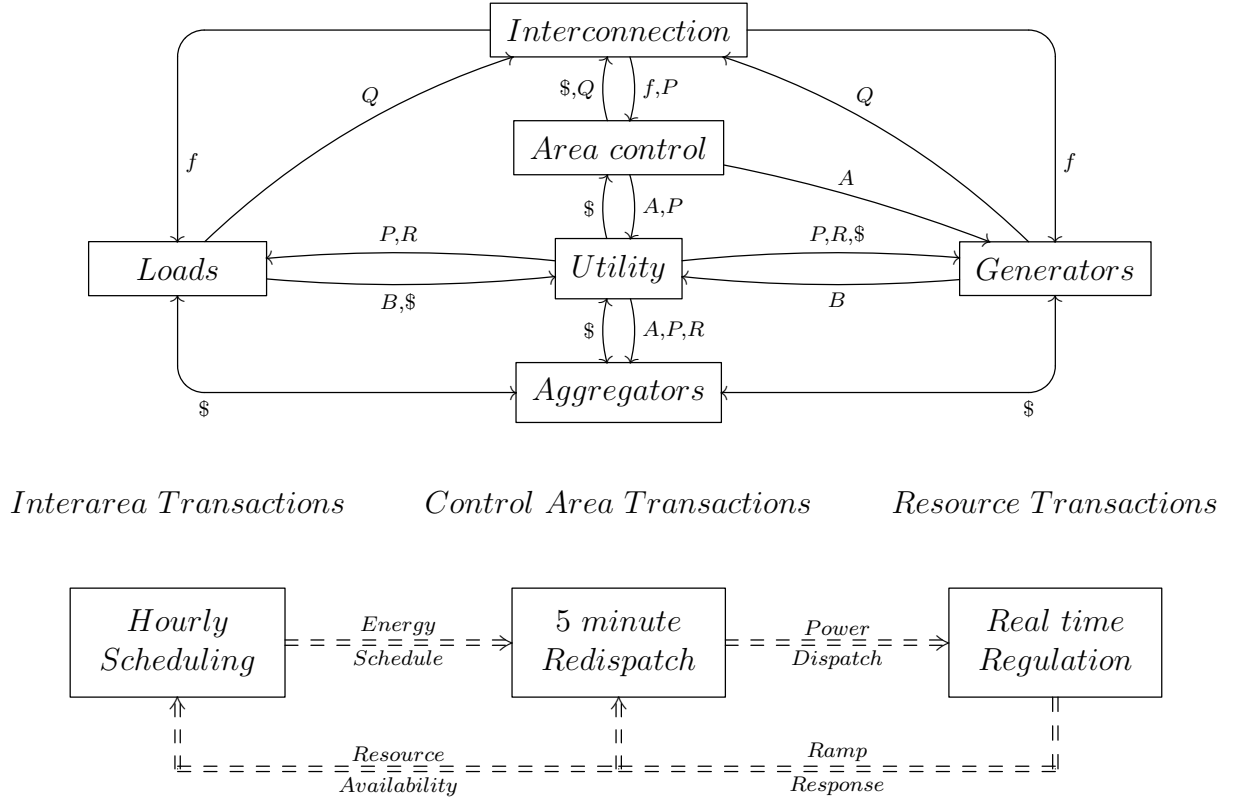 Interconnection
Q
$,Q
f,P
Q
Area control
f
A
f
$
A,P
P,R
P,R,$
Loads
Utility
Generators
B,$
B
$
A,P,R
Aggregators
$
$
Interarea Transactions
Control Area Transactions
Resource Transactions
Hourly
Scheduling
Energy
Schedule
5 minute
Redispatch
Power
Dispatch
Real time
Regulation
Resource
Availability
Ramp
Response